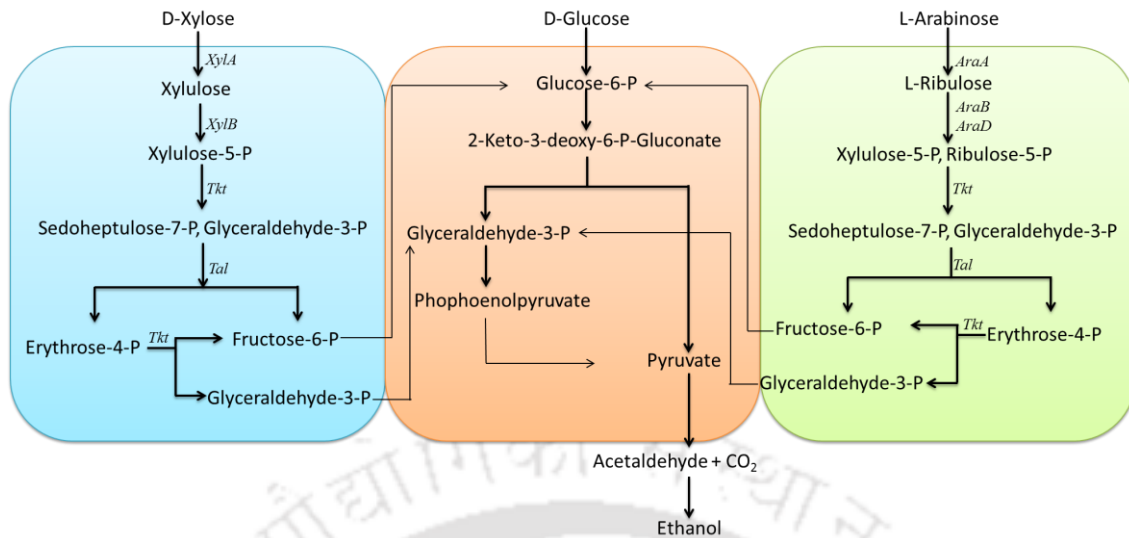 D-Xylose
XylA
Xylulose
XylB
Xylulose-5-P
Tkt
Sedoheptulose-7-P, Glyceraldehyde-3-P
Tal
Erythrose-4-P
Tkt
Fructose-6-P
Glyceraldehyde-3-P
D-Glucose
Glucose-6-P
2-Keto-3-deoxy-6-P-Gluconate
Glyceraldehyde-3-P
Phophoenolpyruvate
Pyruvate
Acetaldehyde + CO₂
Ethanol
L-Arabinose
AraA
L-Ribulose
AraB
AraD
Xylulose-5-P, Ribulose-5-P
Tkt
Sedoheptulose-7-P, Glyceraldehyde-3-P
Tal
Fructose-6-P
Tkt
Erythrose-4-P
Glyceraldehyde-3-P